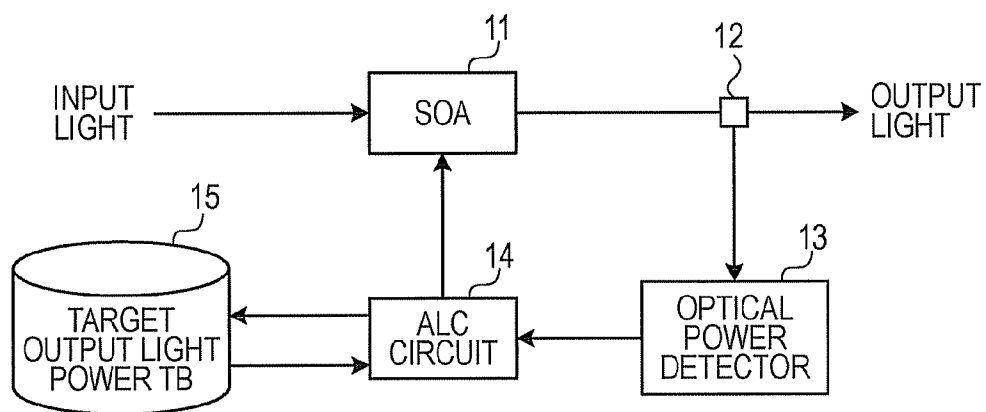 11
12
INPUT
LIGHT
SOA
OUTPUT
LIGHT
15
14
13
TARGET
OUTPUT LIGHT
POWER TB
ALC
CIRCUIT
OPTICAL
POWER
DETECTOR